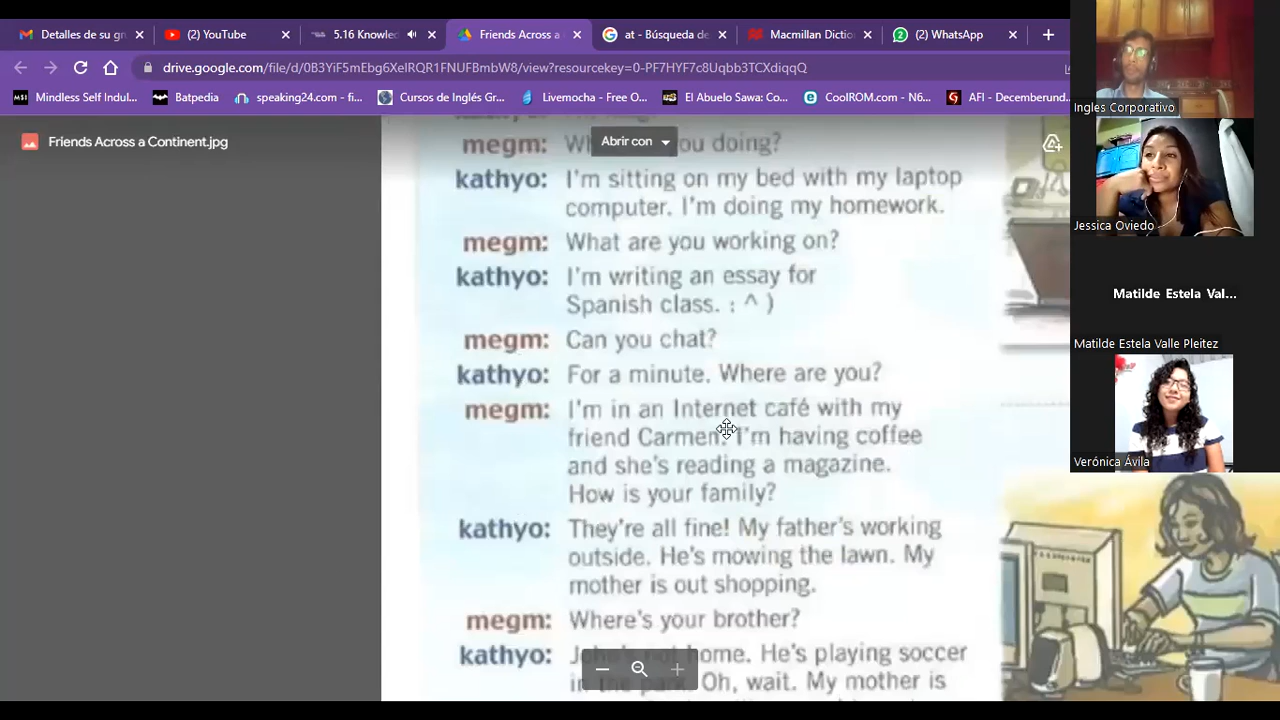 Detalles de su gn
(2) YouTube
5.16 Knowled
Friends Across a
at - Búsqueda de
Macmillan Dictio
(2) WhatsApp
drive.google.com/file/d/0B3YiF5mEbg6XelRQR1FNUFBmbW8/view?resourcekey=0-PF7HYF7c8Uqbb3TCXdiqqQ
Mindless Self Indul...
Batpedia
speaking24.com - fi...
Cursos de Inglés Gr...
Livemocha - Free O...
El Abuelo Sawa: Co...
CoolROM.com - N6...
AFI - Decemberund...
Friends Across a Continent.jpg
Abrir con
megm: you doing?
kathyo: I'm sitting on my bed with my laptop
computer. I'm doing my homework.
megm: What are you working on?
kathyo: I'm writing an essay for
Spanish class. : ^ )
megm: Can you chat?
kathyo: For a minute. Where are you?
megm: I'm in an Internet café with my
friend Carmen. I'm having coffee
and she's reading a magazine.
How is your family?
kathyo: They're all fine! My father's working
outside. He's mowing the lawn. My
mother is out shopping.
megm: Where's your brother?
kathyo: John's not home. He's playing soccer
in the park. Oh, wait. My mother is
Ingles Corporativo
Jessica Oviedo
Matilde Estela Val...
Matilde Estela Valle Pleitez
Verónica Ávila